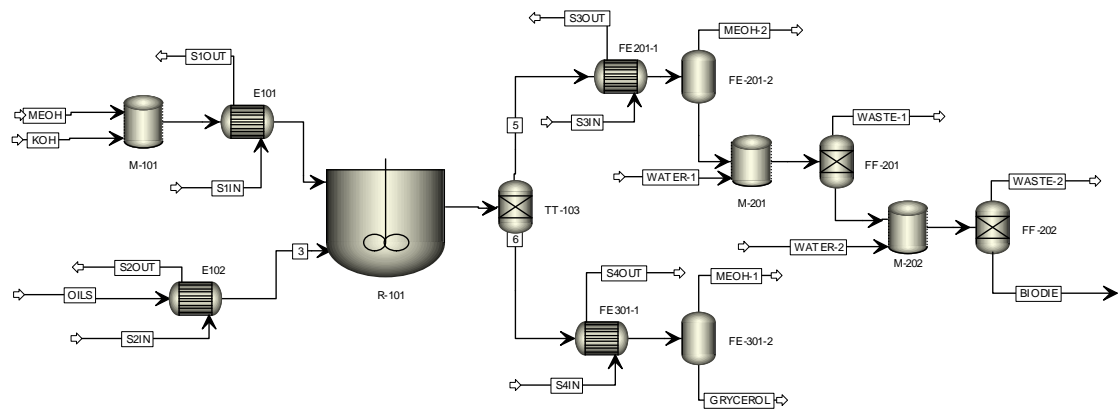 S3OUT
MEOH-2
FE201-1
S1OUT
FE-201-2
E101
MEOH
WASTE-1
S3IN
5
KOH
M-101
FF-201
WATER-1
WASTE-2
S1IN
M-201
TT-103
FF-202
6
WATER-2
3
M-202
S2OUT
E102
S4OUT
MEOH-1
OILS
R-101
BIODIE
FE301-1
S2IN
FE-301-2
S4IN
GRYCEROL